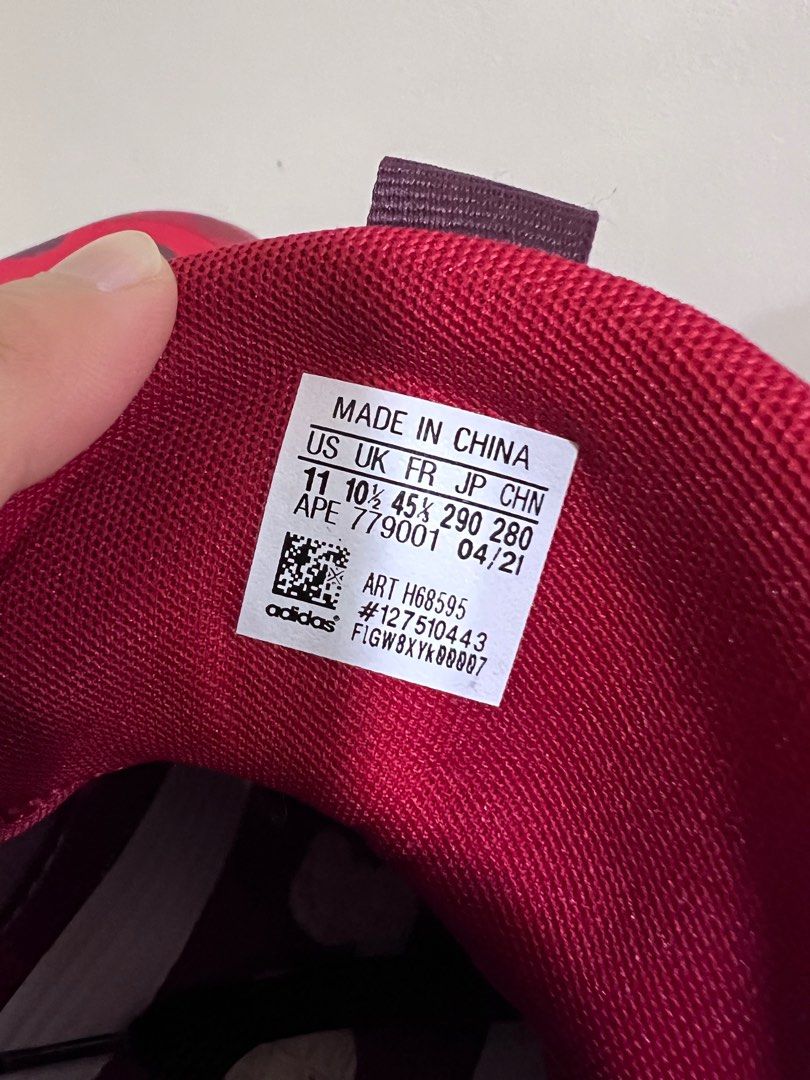 MADE IN CHINA
US UK FR JP CHN
11 10½ 45⅓ 290 280
APE 779001 04/21
ART H68595
#127510443
F1GW8XYk00007
adidas®